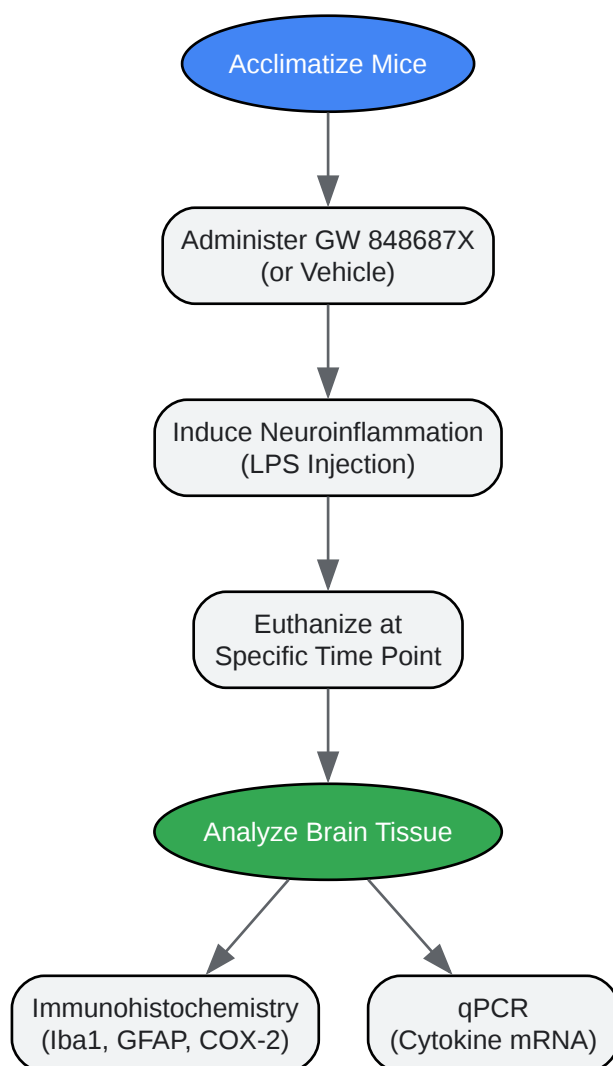 Acclimatize Mice
Administer GW 848687X
(or Vehicle)
Induce Neuroinflammation
(LPS Injection)
Euthanize at
Specific Time Point
Analyze Brain Tissue
Immunohistochemistry
(Iba1, GFAP, COX-2)
qPCR
(Cytokine mRNA)